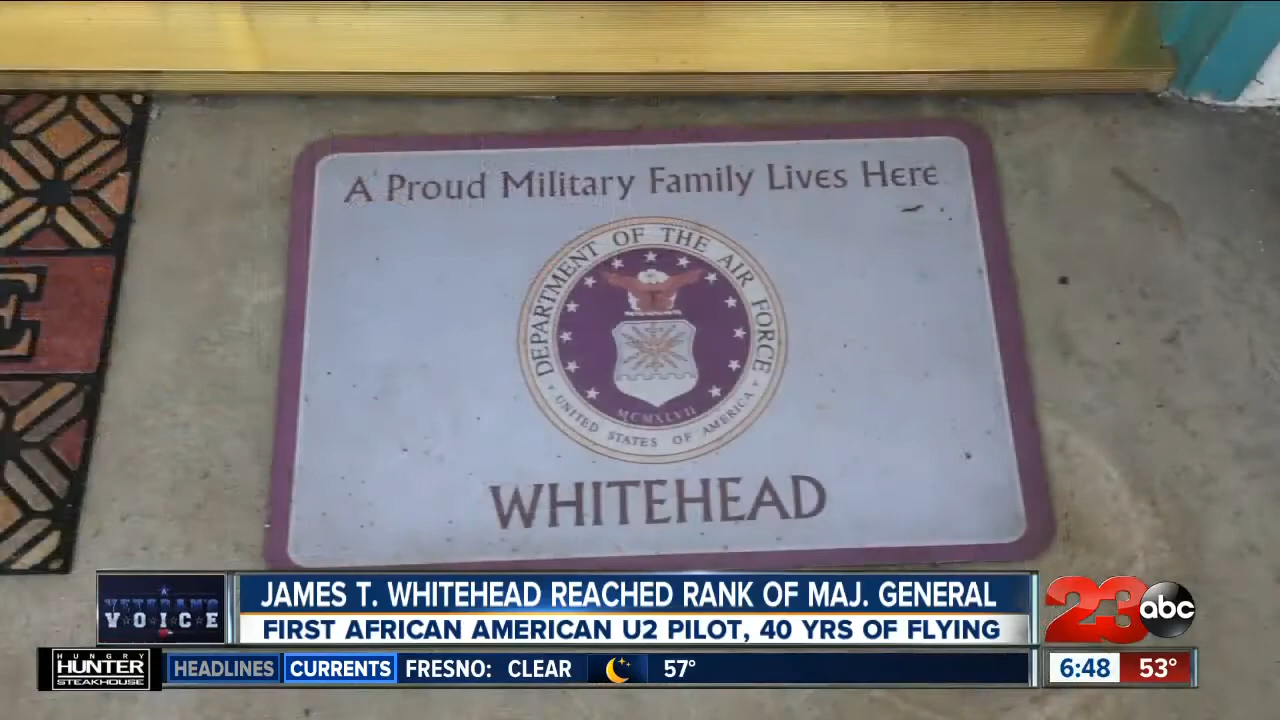 A Proud Military Family Lives Here
DEPARTMENT OF THE AIR FORCE
MCMXLVII
UNITED STATES OF AMERICA
WHITEHEAD
E
VETERAN'S
VOICE
JAMES T. WHITEHEAD REACHED RANK OF MAJ. GENERAL
FIRST AFRICAN AMERICAN U2 PILOT, 40 YRS OF FLYING
23 abc
HUNGRY
HUNTER
STEAKHOUSE
HEADLINES CURRENTS FRESNO: CLEAR 57°
6:48 53°